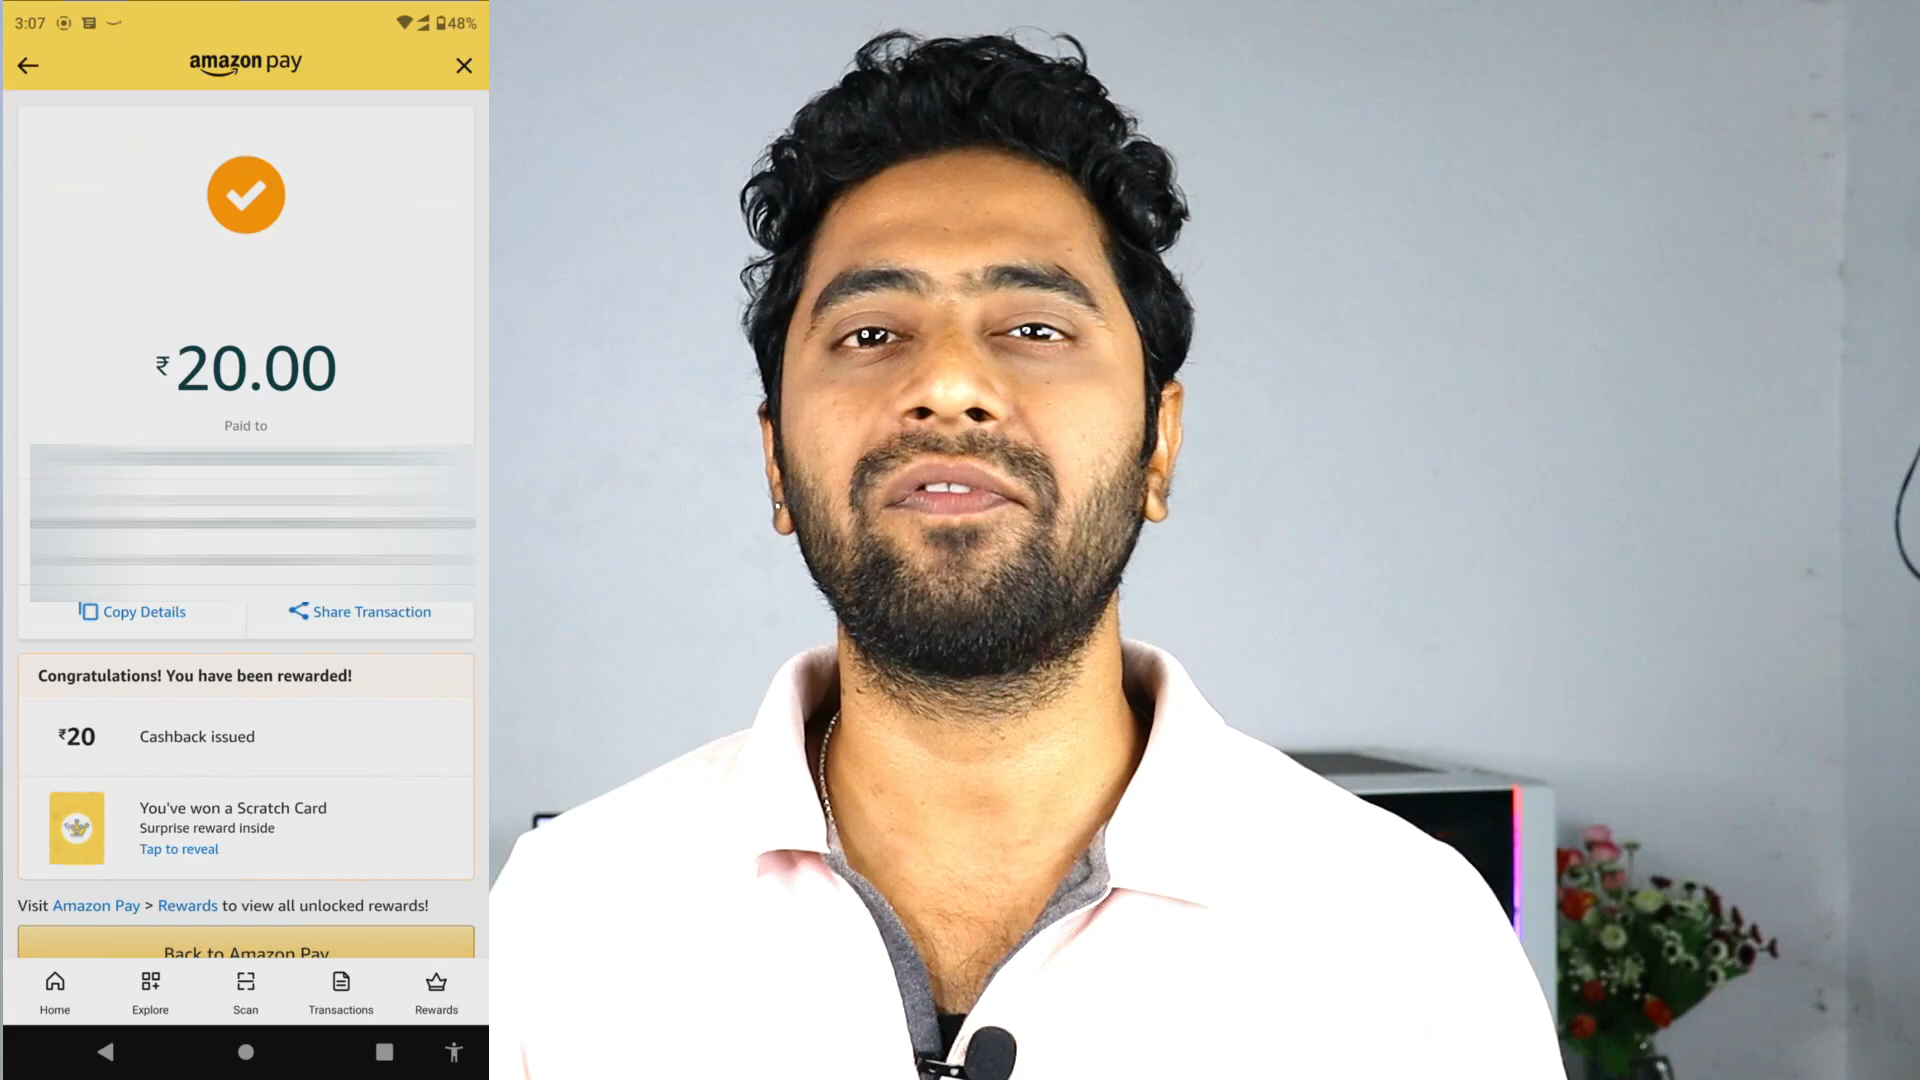 3:07
48%
amazon pay
₹20.00
Paid to
Copy Details
Share Transaction
Congratulations! You have been rewarded!
₹20
Cashback issued
You've won a Scratch Card
Surprise reward inside
Tap to reveal
Visit Amazon Pay > Rewards to view all unlocked rewards!
Back to Amazon Pay
Home
Explore
Scan
Transactions
Rewards